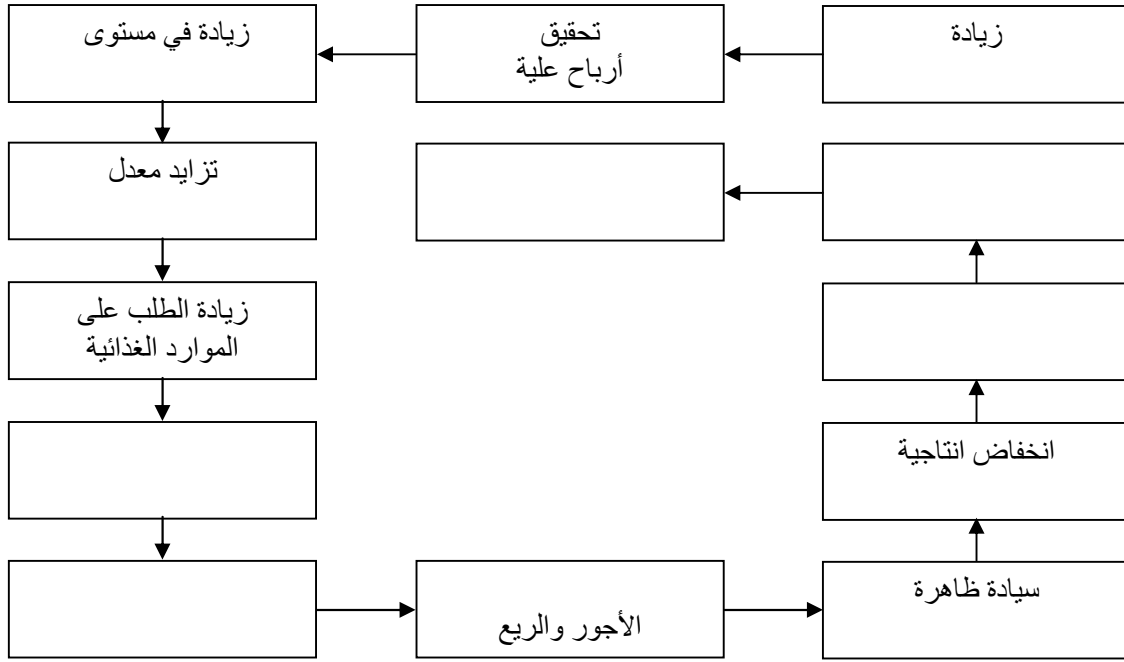 زيادة
تحقيق
أرباح علية
زيادة في مستوى
تزايد معدل
زيادة الطلب على
الموارد الغذائية
الأجور والريع
سيادة ظاهرة
انخفاض انتاجية